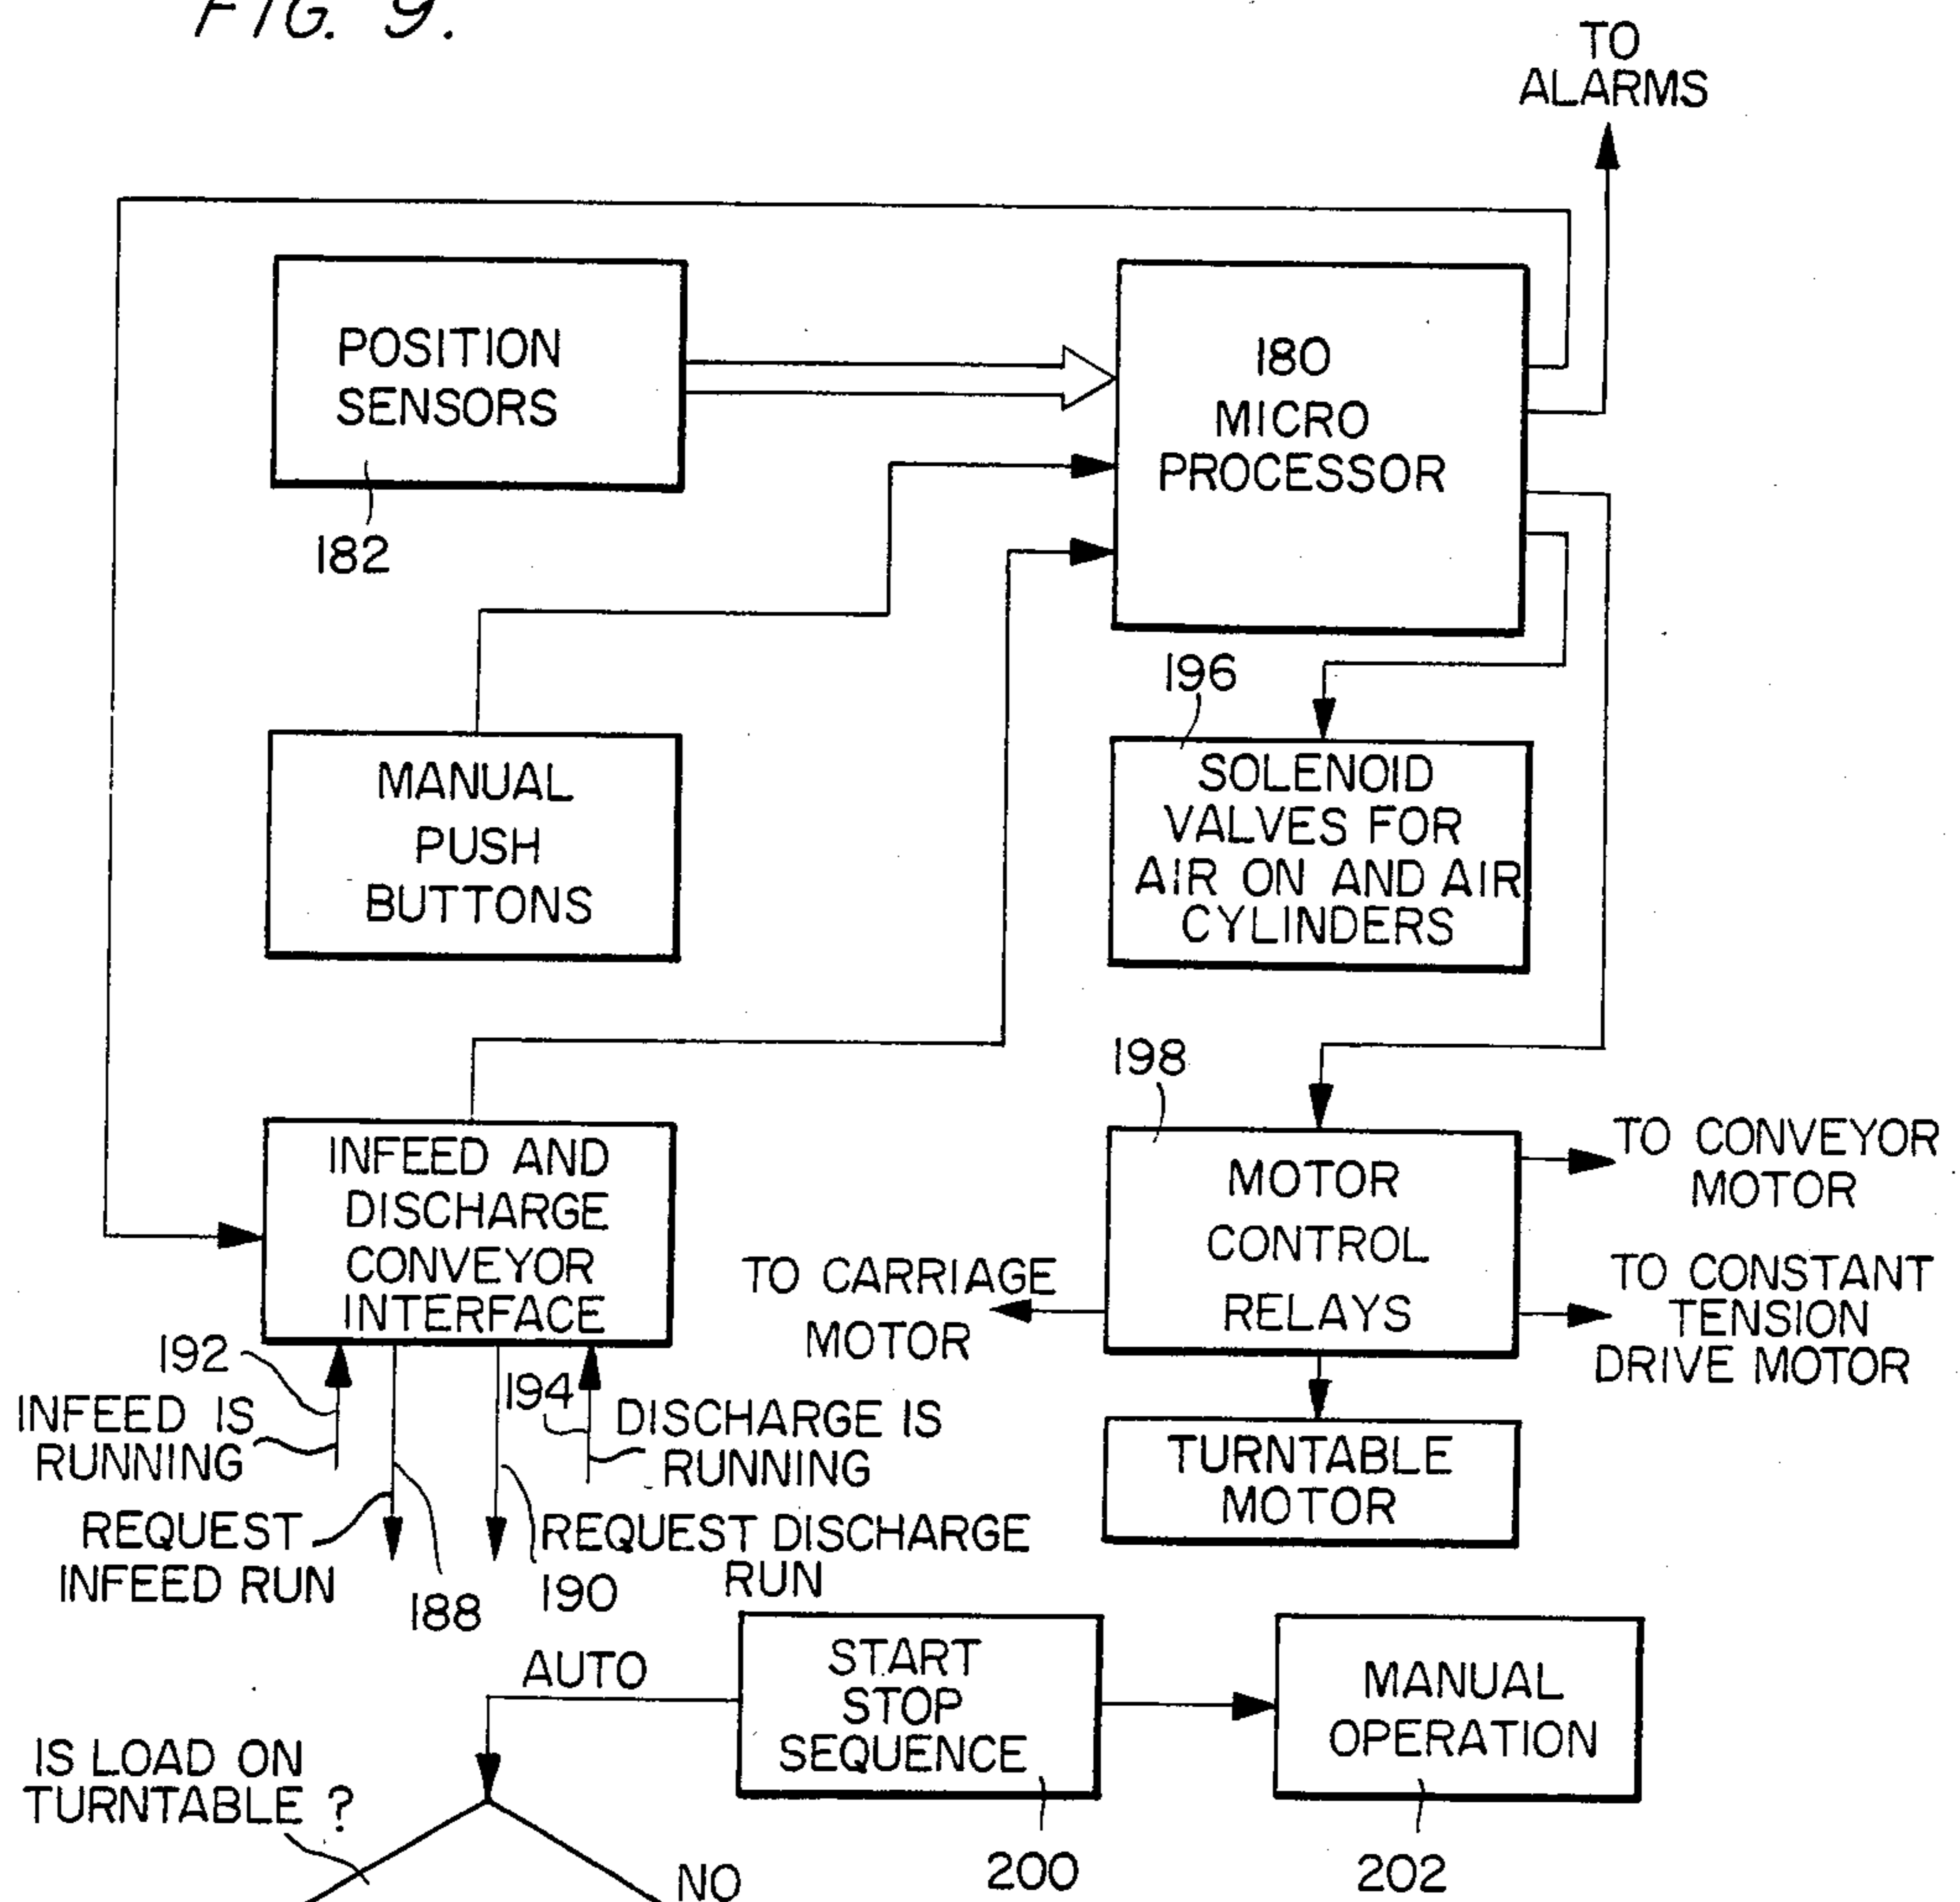 FIG. 9.
TO
ALARMS
POSITION
SENSORS
182
180
MICRO
PROCESSOR
196
MANUAL
PUSH
BUTTONS
SOLENOID
VALVES FOR
AIR ON AND AIR
CYLINDERS
198
INFEED AND
DISCHARGE
CONVEYOR
INTERFACE
MOTOR
CONTROL
RELAYS
TO CONVEYOR
MOTOR
TO CARRIAGE
MOTOR
TO CONSTANT
TENSION
DRIVE MOTOR
192
INFEED IS
RUNNING
194
DISCHARGE IS
RUNNING
TURNTABLE
MOTOR
REQUEST
INFEED RUN
188
REQUEST DISCHARGE
RUN
190
AUTO
START
STOP
SEQUENCE
MANUAL
OPERATION
IS LOAD ON
TURNTABLE ?
NO
200
202